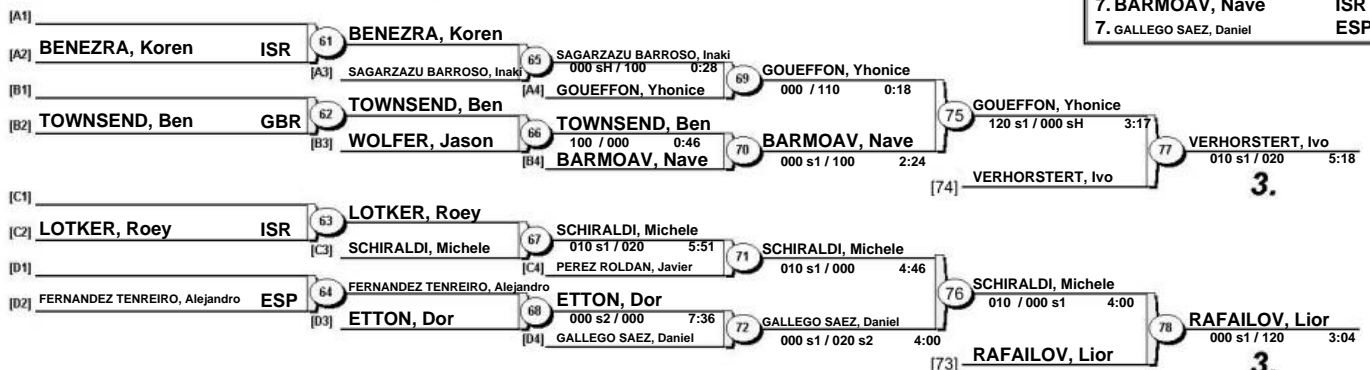 7. BARMOAV, Nave ISR
7. GALLEGO SAEZ, Daniel ESP
[A1]
[A2] BENEZRA, Koren ISR
61
BENEZRA, Koren
[A3] SAGARZAZU BARROSO, Inaki
65
SAGARZAZU BARROSO, Inaki
000 sH / 100 0:28
[A4] GOUEFFON, Yhonice
69
GOUEFFON, Yhonice
000 / 110 0:18
[B1]
[B2] TOWNSEND, Ben GBR
62
TOWNSEND, Ben
[B3] WOLFER, Jason
66
TOWNSEND, Ben
100 / 000 0:46
[B4] BARMOAV, Nave
70
BARMOAV, Nave
000 s1 / 100 2:24
75
GOUEFFON, Yhonice
120 s1 / 000 sH 3:17
[74] VERHORSTERT, Ivo
77
VERHORSTERT, Ivo
010 s1 / 020 5:18
3.
[C1]
[C2] LOTKER, Roey ISR
63
LOTKER, Roey
[C3] SCHIRALDI, Michele
67
SCHIRALDI, Michele
010 s1 / 020 5:51
[C4] PEREZ ROLDAN, Javier
71
SCHIRALDI, Michele
010 s1 / 000 4:46
[D1]
[D2] FERNANDEZ TENREIRO, Alejandro ESP
64
FERNANDEZ TENREIRO, Alejandro
[D3] ETTON, Dor
68
ETTON, Dor
000 s2 / 000 7:36
[D4] GALLEGO SAEZ, Daniel
72
GALLEGO SAEZ, Daniel
000 s1 / 020 s2 4:00
76
SCHIRALDI, Michele
010 / 000 s1 4:00
[73] RAFAILOV, Lior
78
RAFAILOV, Lior
000 s1 / 120 3:04
3.